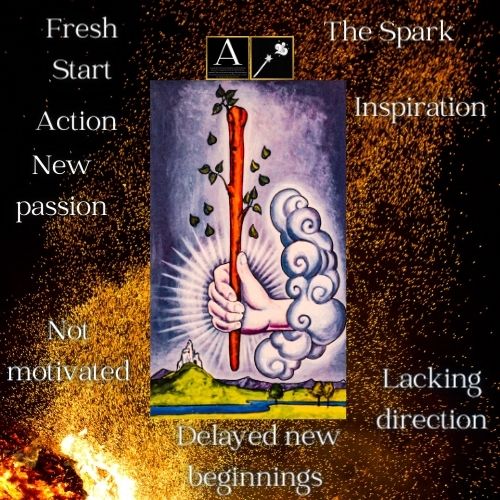 Fresh
Start
The Spark
A
Action
Inspiration
New
passion
Not
motivated
Lacking
direction
Delayed new
beginnings